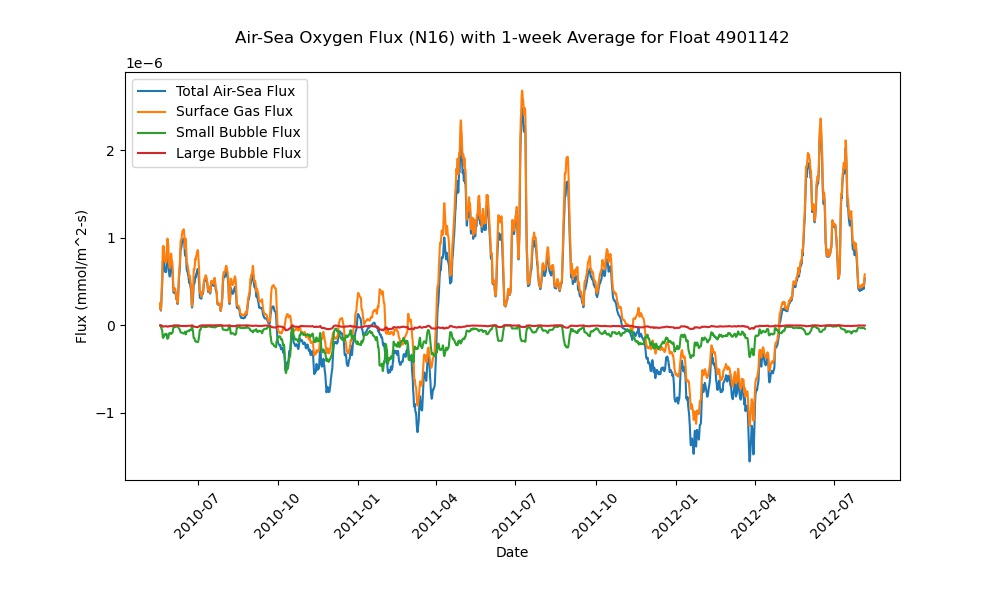 Air-Sea Oxygen Flux (N16) with 1-week Average for Float 4901142
1e−6
Total Air-Sea Flux
Surface Gas Flux
Small Bubble Flux
Large Bubble Flux
2
1
0
−1
Flux (mmol/m^2-s)
2010-07
2010-10
2011-01
2011-04
2011-07
2011-10
2012-01
2012-04
2012-07
Date